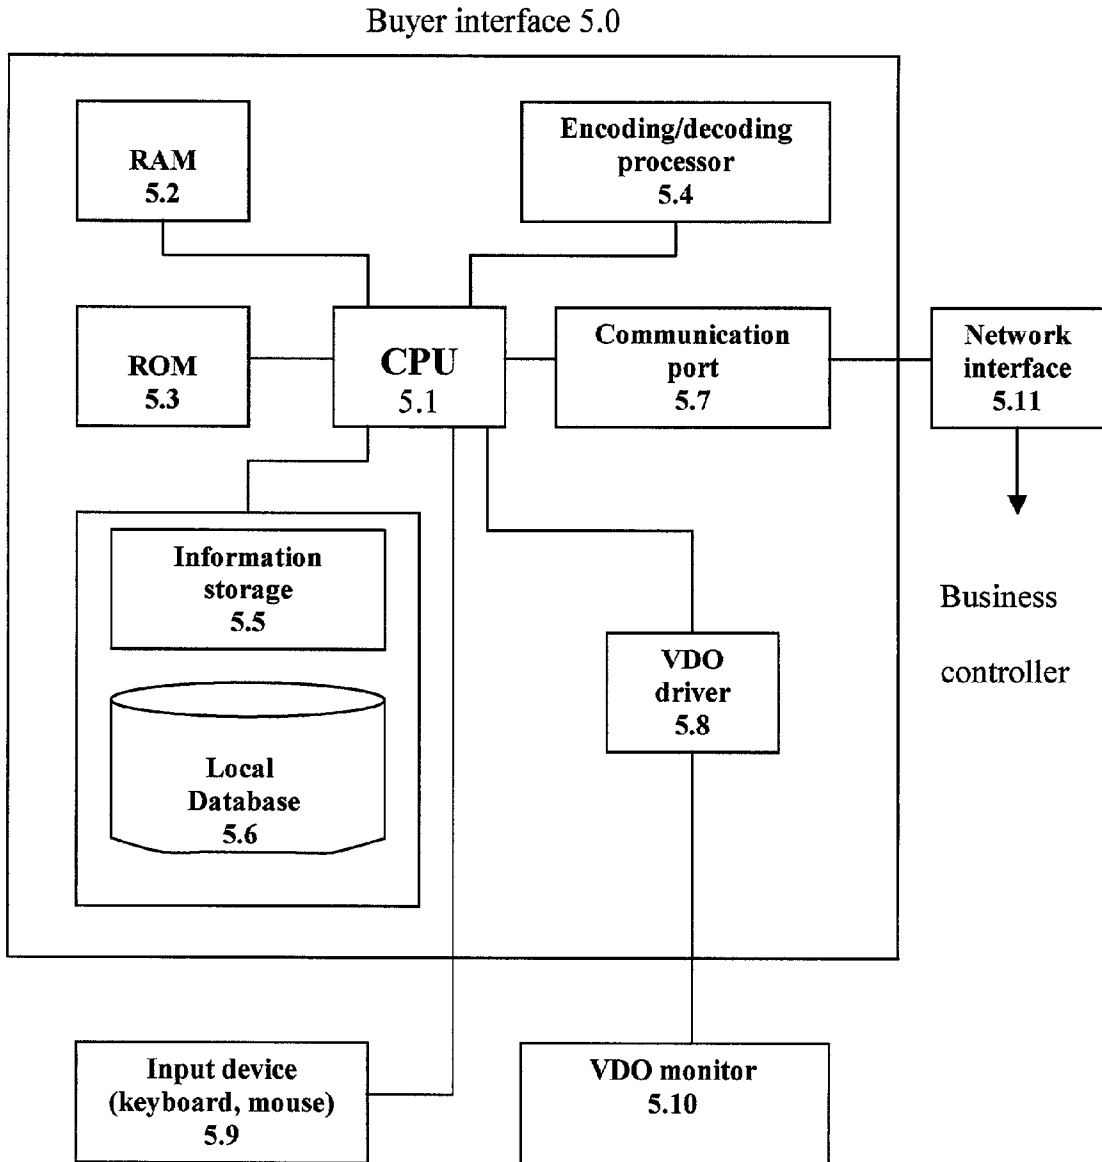 Buyer interface 5.0
RAM
5.2
Encoding/decoding
processor
5.4
ROM
5.3
CPU
5.1
Communication
port
5.7
Network
interface
5.11
Information
storage
5.5
Business
controller
VDO
driver
5.8
Local
Database
5.6
Input device
(keyboard, mouse)
5.9
VDO monitor
5.10